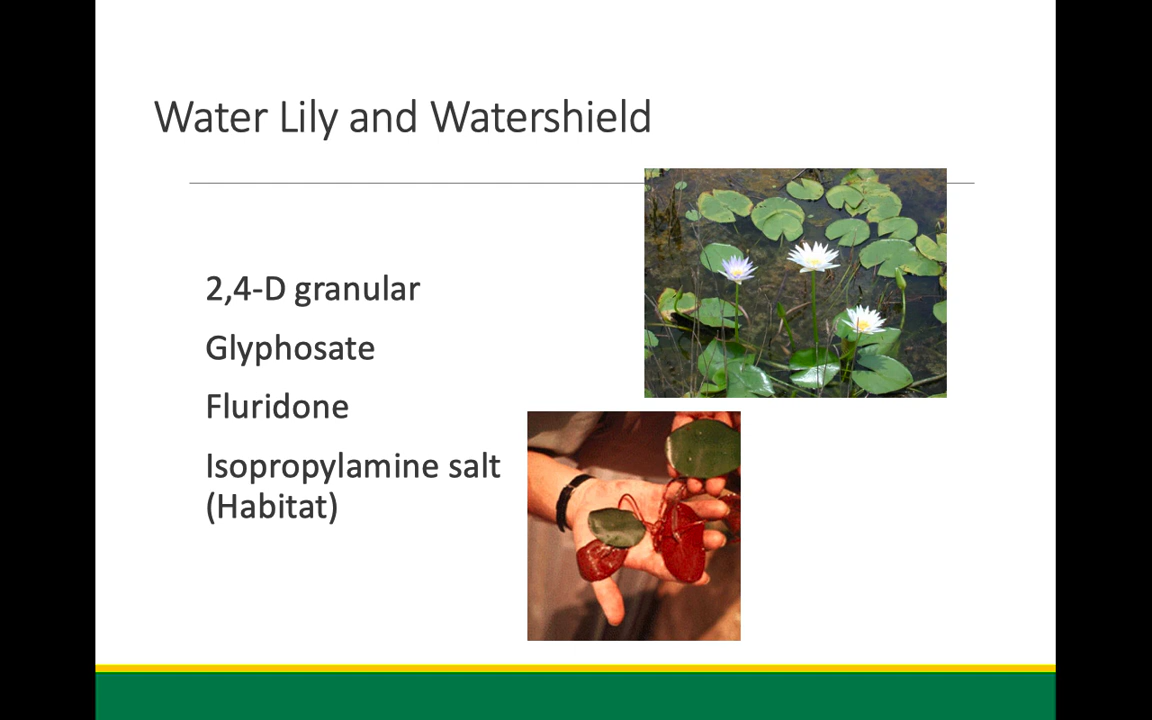 Water Lily and Watershield
2,4-D granular
Glyphosate
Fluridone
Isopropylamine salt
(Habitat)